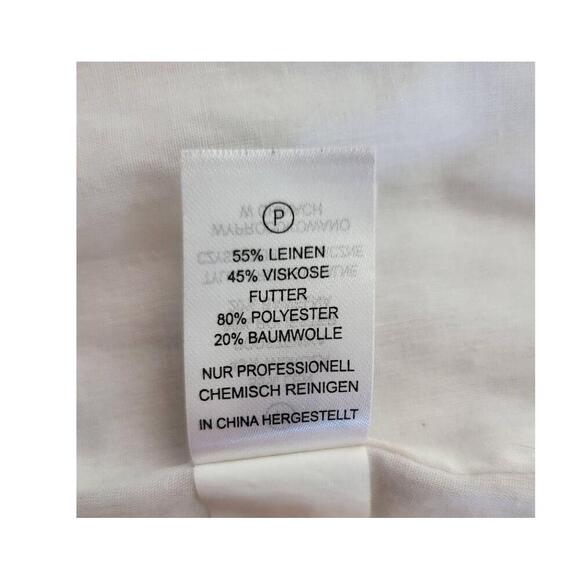 P
55% LEINEN
45% VISKOSE
FUTTER
80% POLYESTER
20% BAUMWOLLE
NUR PROFESSIONELL
CHEMISCH REINIGEN
IN CHINA HERGESTELLT